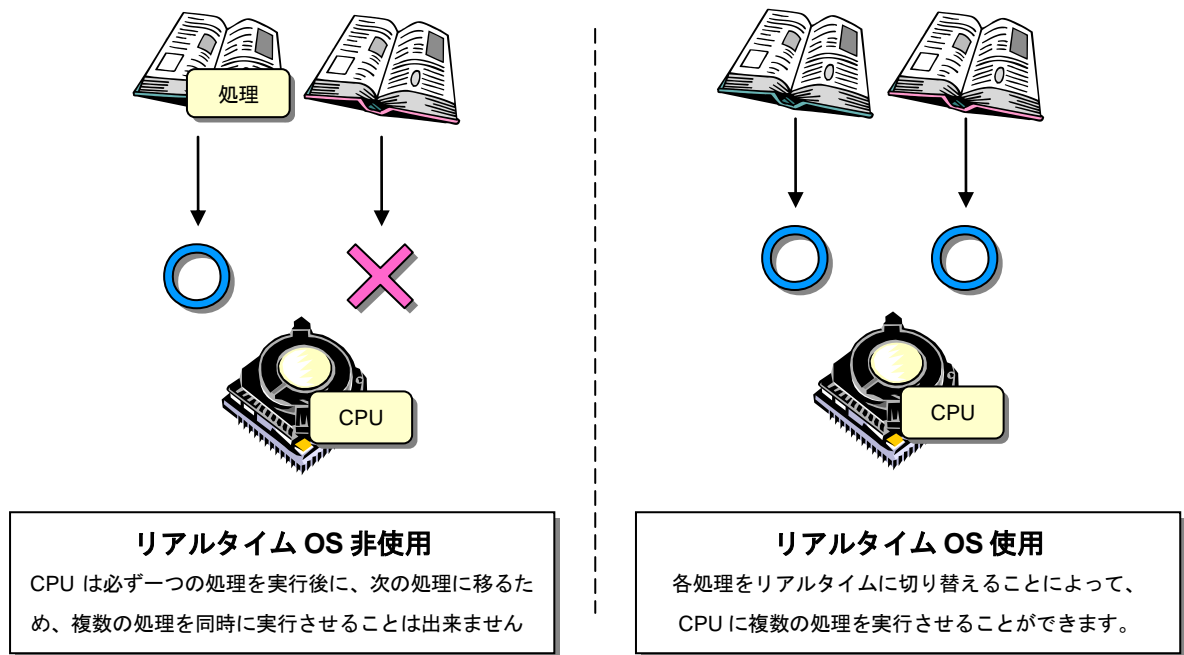 処理
CPU
リアルタイム OS 非使用
CPU は必ず一つの処理を実行後に、次の処理に移るた
め、複数の処理を同時に実行させることは出来ません
CPU
リアルタイム OS 使用
各処理をリアルタイムに切り替えることによって、
CPU に複数の処理を実行させることができます。